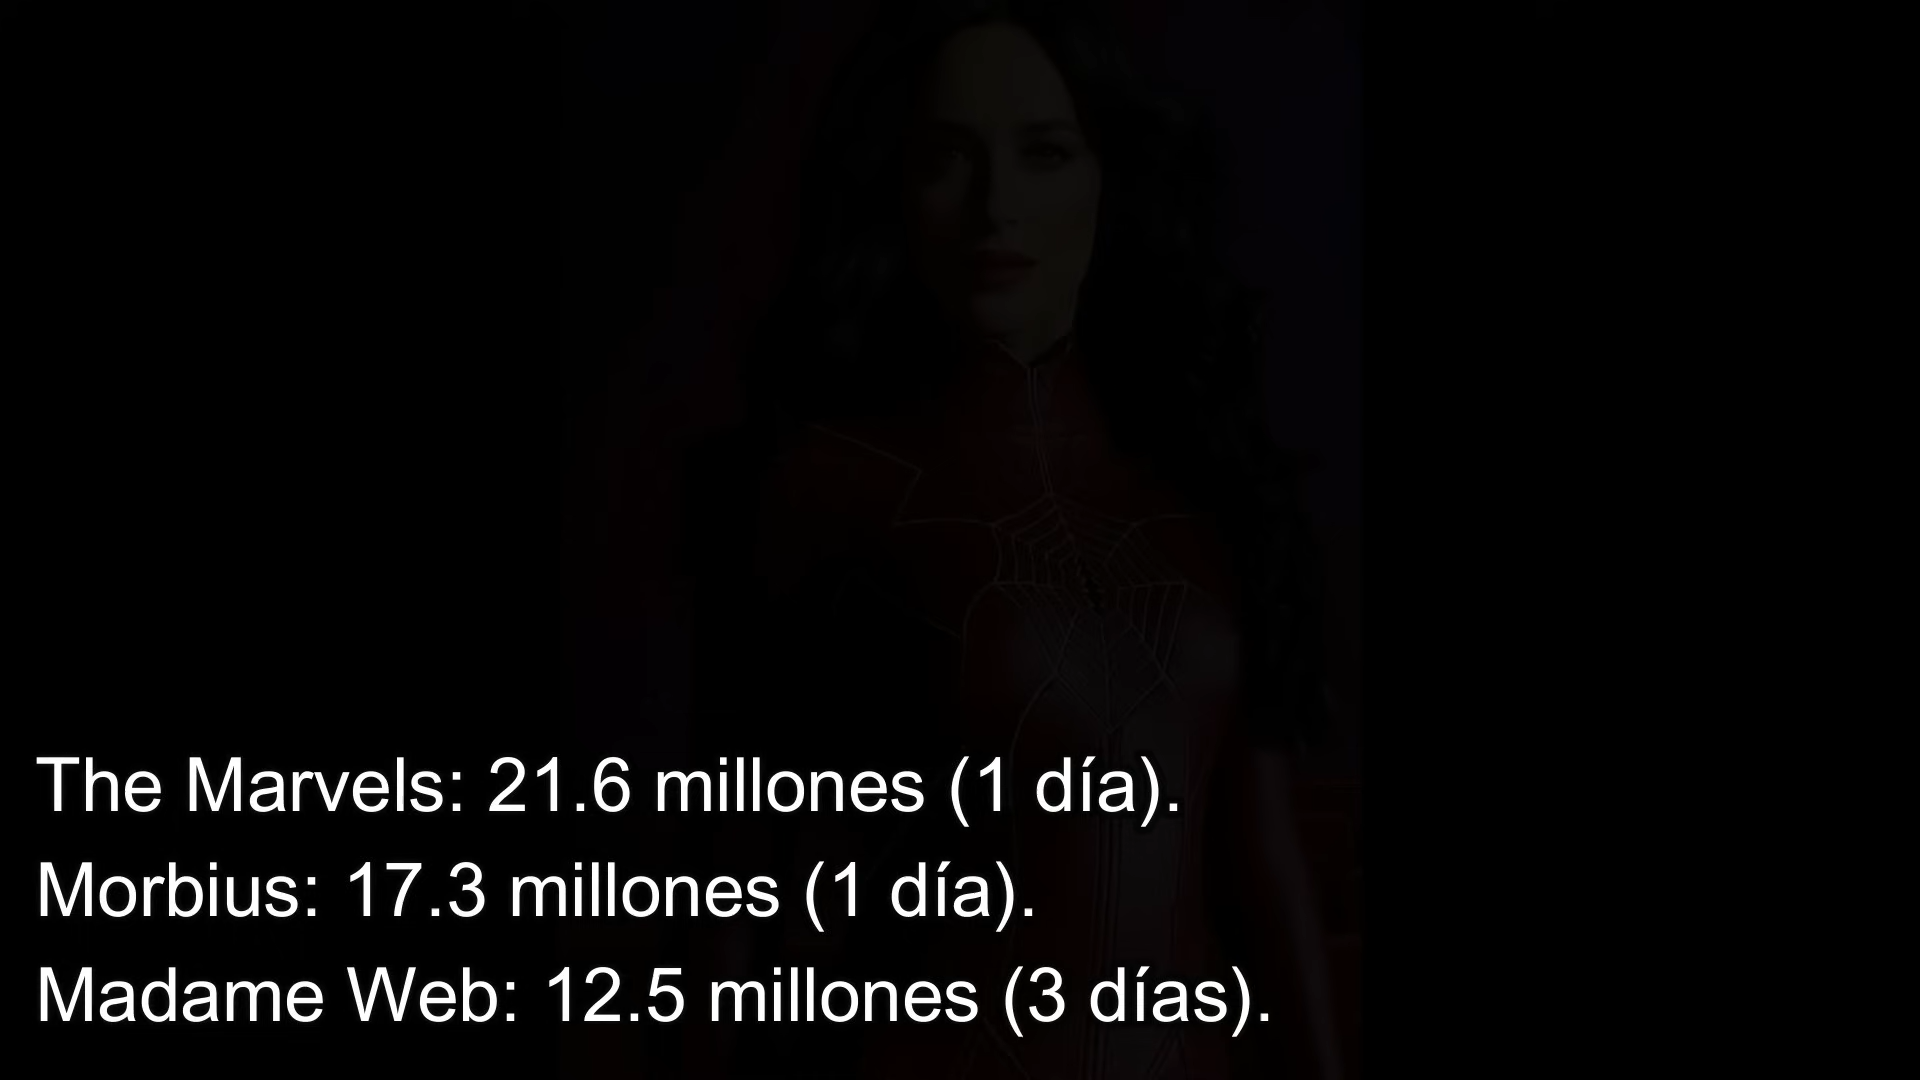 The Marvels: 21.6 millones (1 día).
Morbius: 17.3 millones (1 día).
Madame Web: 12.5 millones (3 días).